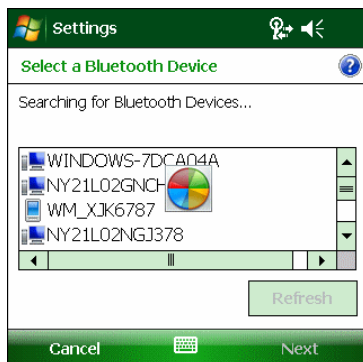 Settings
Select a Bluetooth Device
Searching for Bluetooth Devices...
WINDOWS-7DCA04A
NY21L02GNCH
WM_XJK6787
NY21L02NGJ378
Refresh
Cancel Next